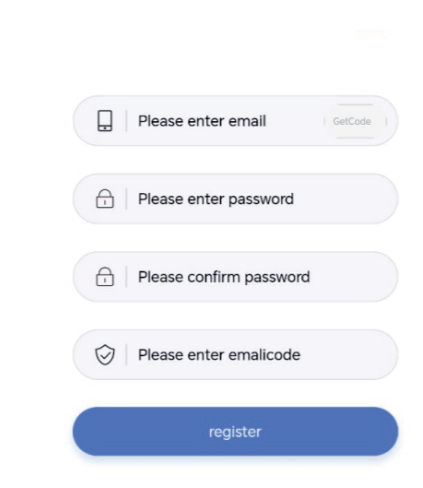 Please enter email GetCode
Please enter password
Please confirm password
Please enter emalicode
register